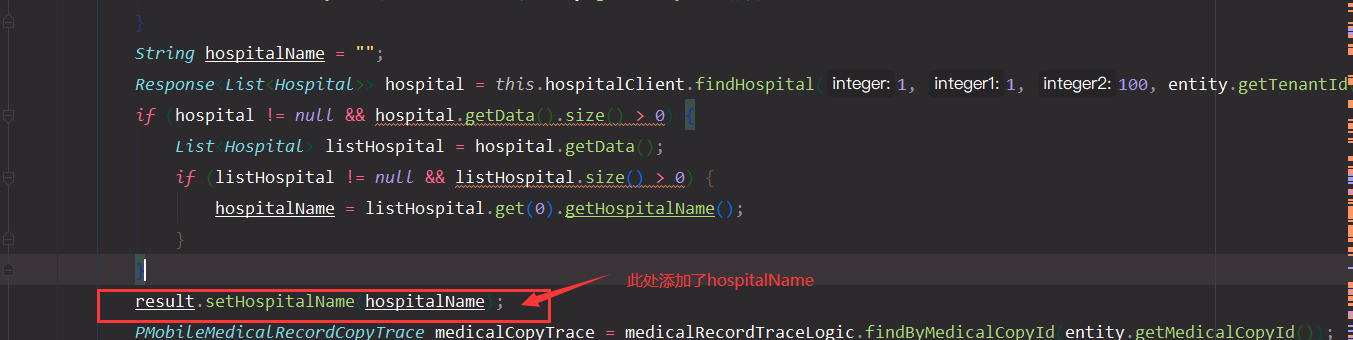 }
String hospitalName = "";
Response<List<Hospital>> hospital = this.hospitalClient.findHospital( integer: 1, integer1: 1, integer2: 100, entity.getTenantId
if (hospital != null && hospital.getData().size() > 0) {
List<Hospital> listHospital = hospital.getData();
if (listHospital != null && listHospital.size() > 0) {
hospitalName = listHospital.get(0).getHospitalName();
}
}
此处添加了hospitalName
result.setHospitalName(hospitalName);
PMobileMedicalRecordCopyTrace medicalCopyTrace = medicalRecordTraceLogic.findByMedicalCopyId(entity.getMedicalCopyId());